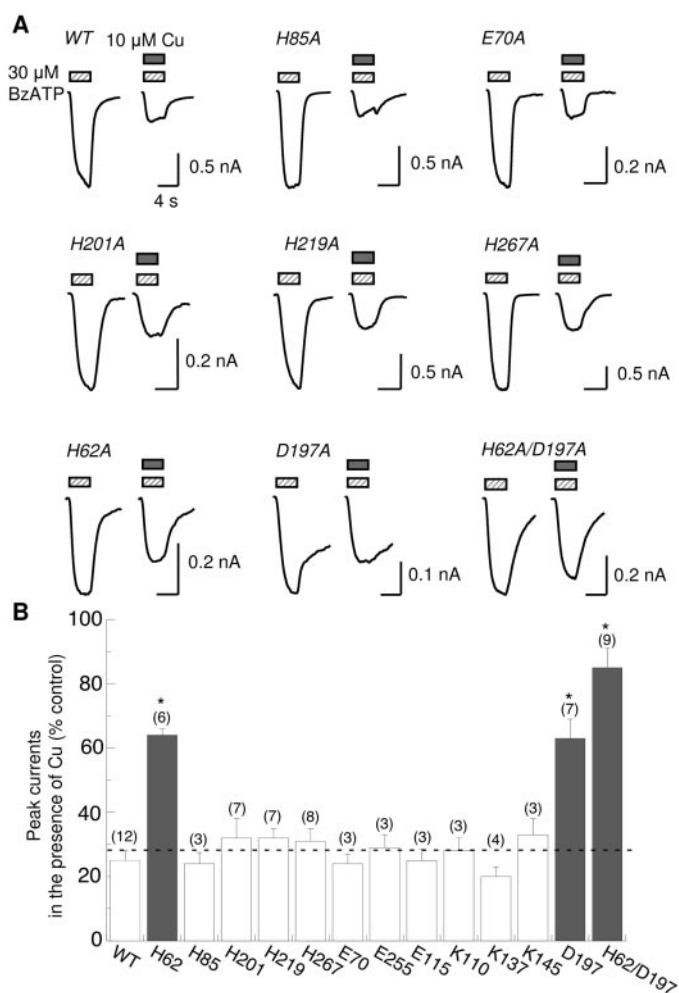 A
WT
10 µM Cu
H85A
E70A
30 µM
BzATP
0.5 nA
4 s
0.5 nA
0.2 nA
H201A
H219A
H267A
0.2 nA
0.5 nA
0.5 nA
H62A
D197A
H62A/D197A
0.2 nA
0.1 nA
0.2 nA
B
Peak currents
in the presence of Cu (% control)
100
80
60
40
20
0
(12)
*
(6)
(3)
(7)
(7)
(8)
(3)
(3)
(3)
(3)
(4)
(3)
*
(7)
*
(9)
WT
H62
H85
H201
H219
H267
E70
E255
E115
K110
K137
K145
D197
H62/D197